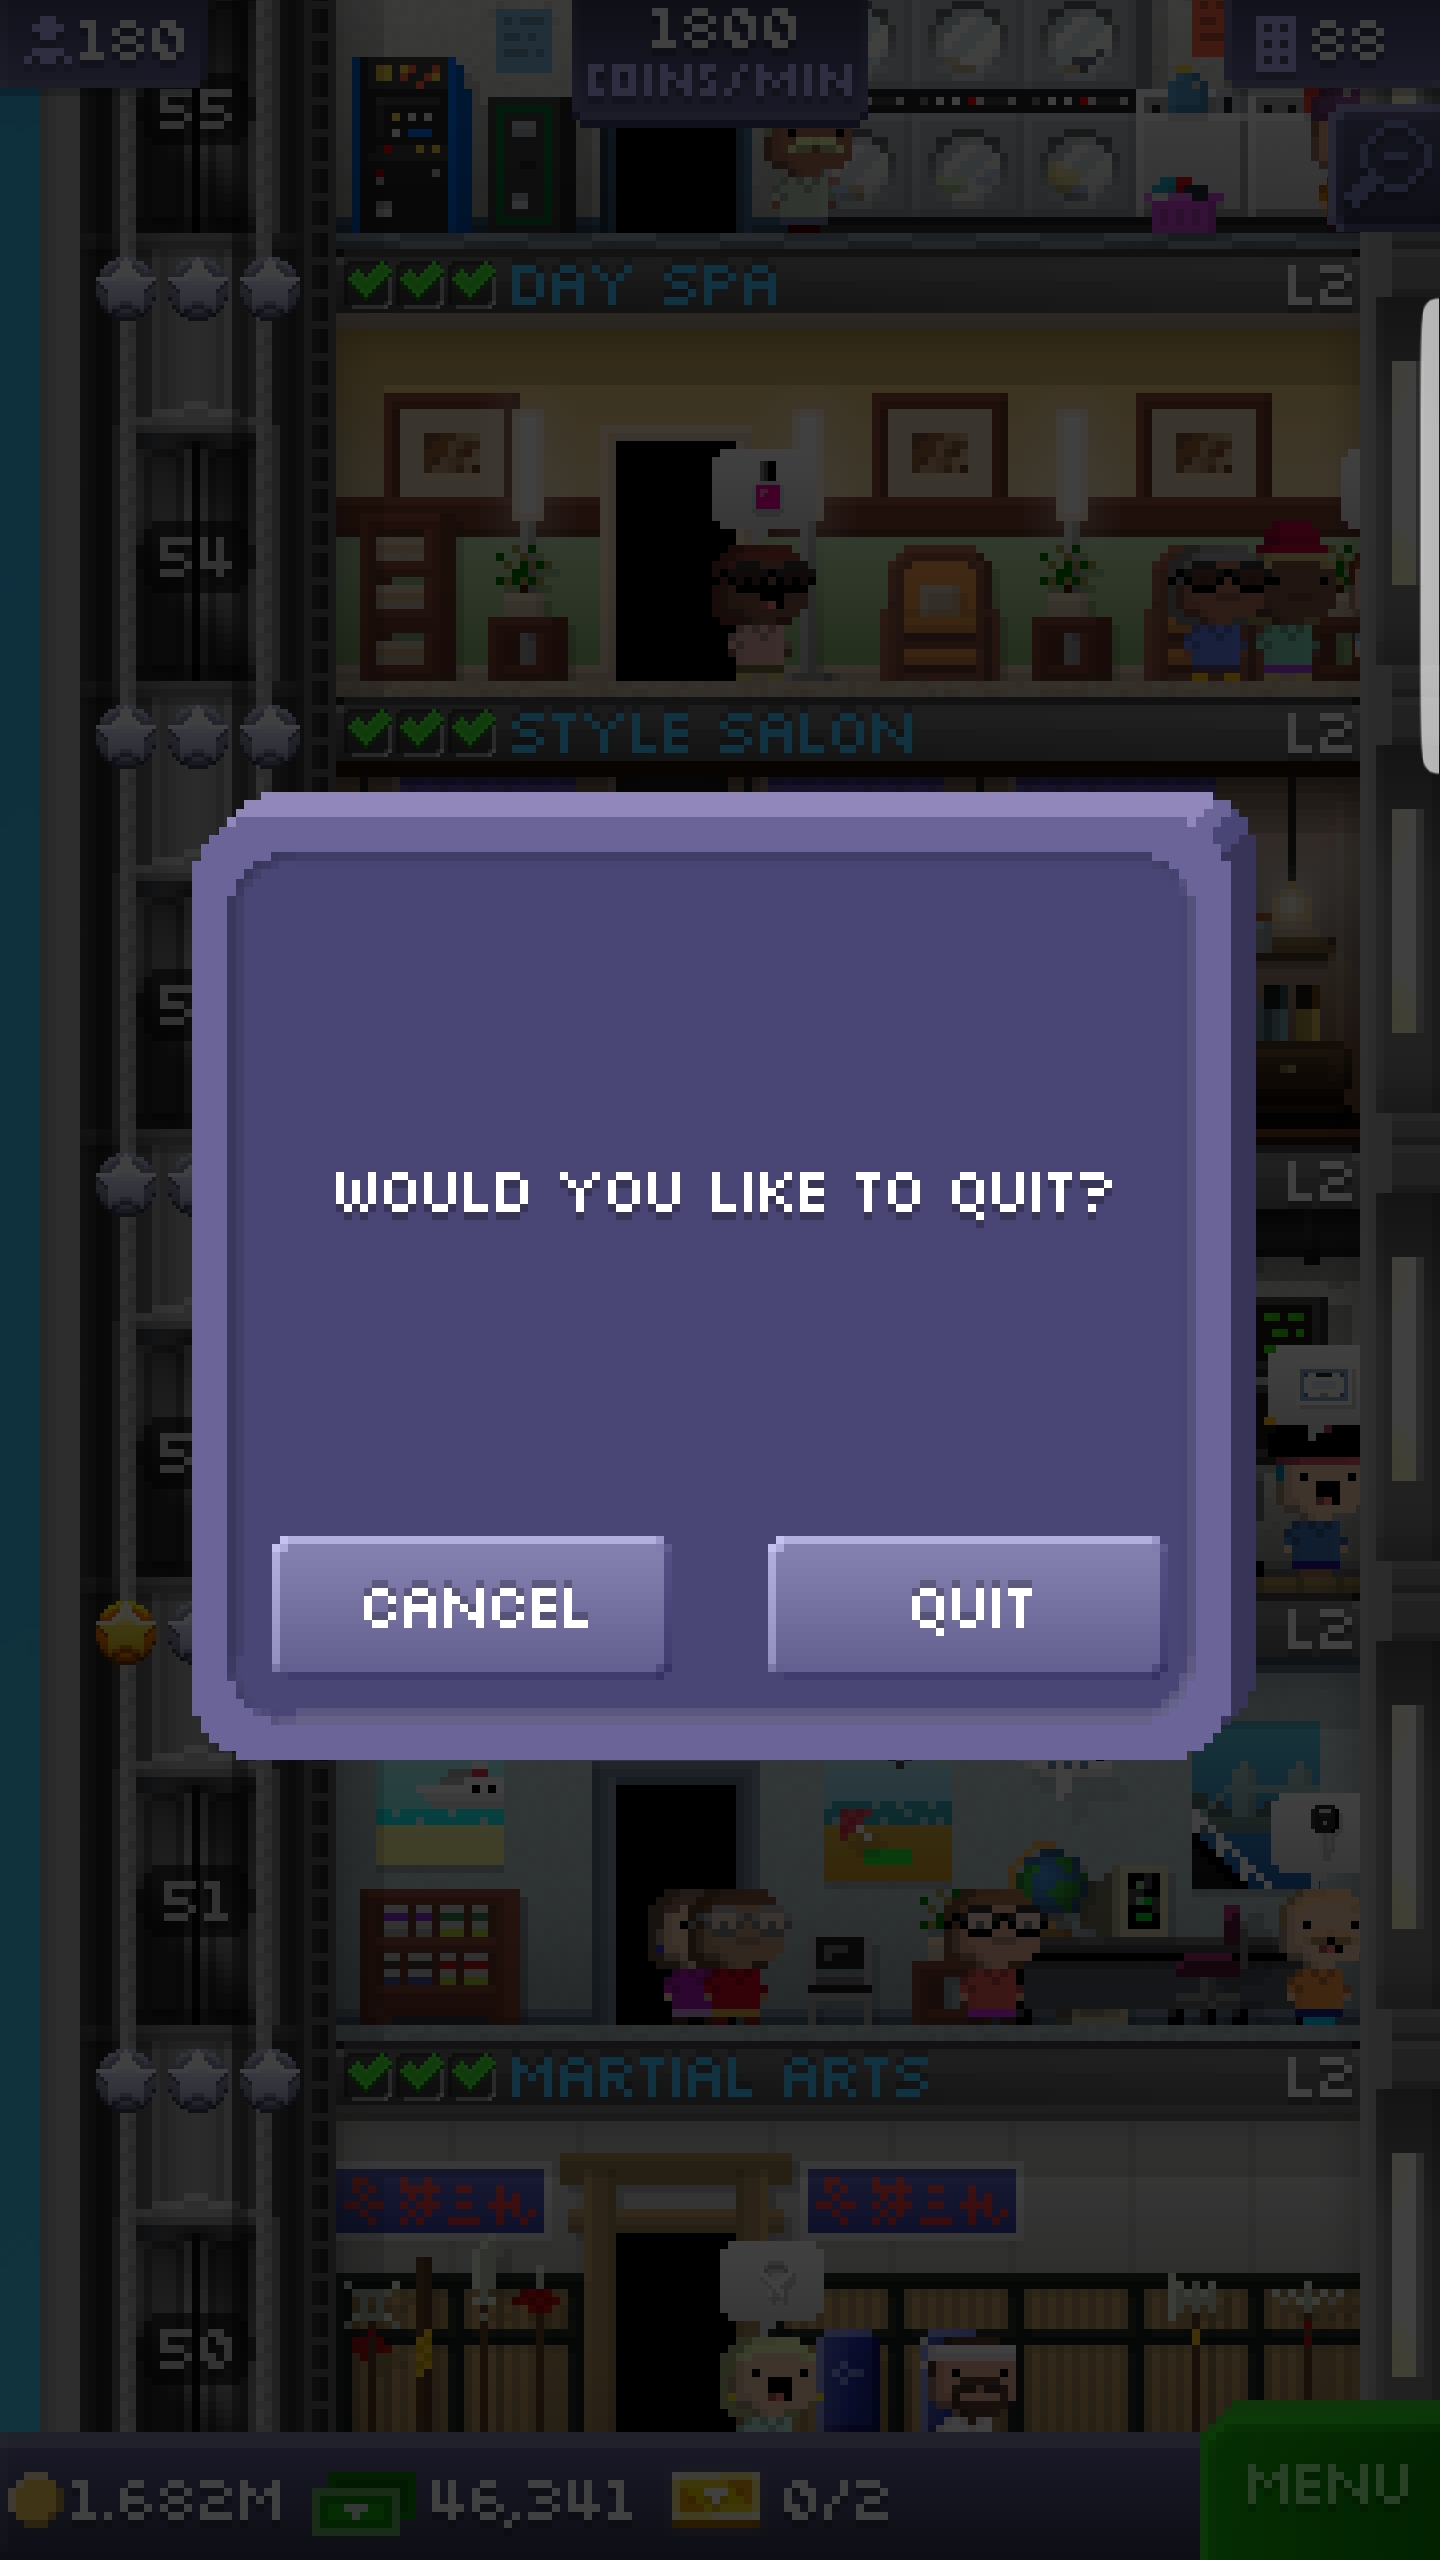 180
1800
COINS/MIN
88
55
DAY SPA
L2
54
STYLE SALON
L2
L2
WOULD YOU LIKE TO QUIT?
CANCEL
QUIT
L2
51
MARTIAL ARTS
L2
50
1.682M
46,341
0/2
MENU